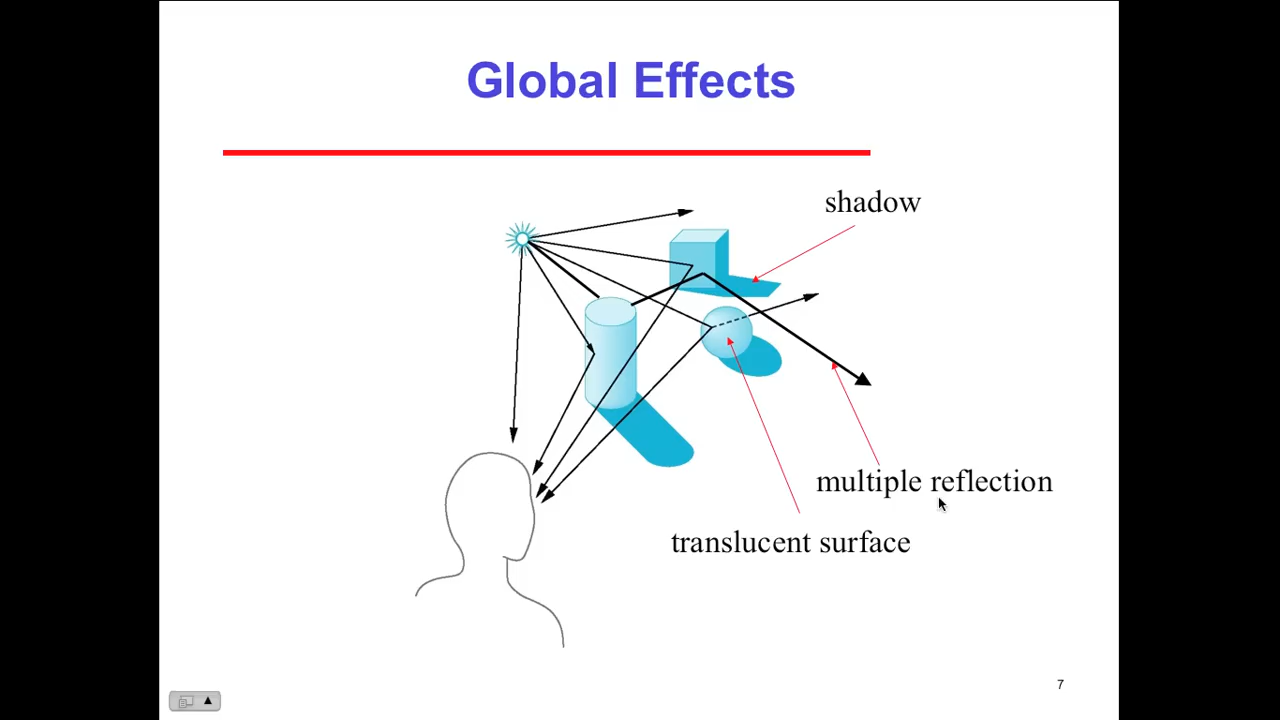 Global Effects
shadow
multiple reflection
translucent surface
7